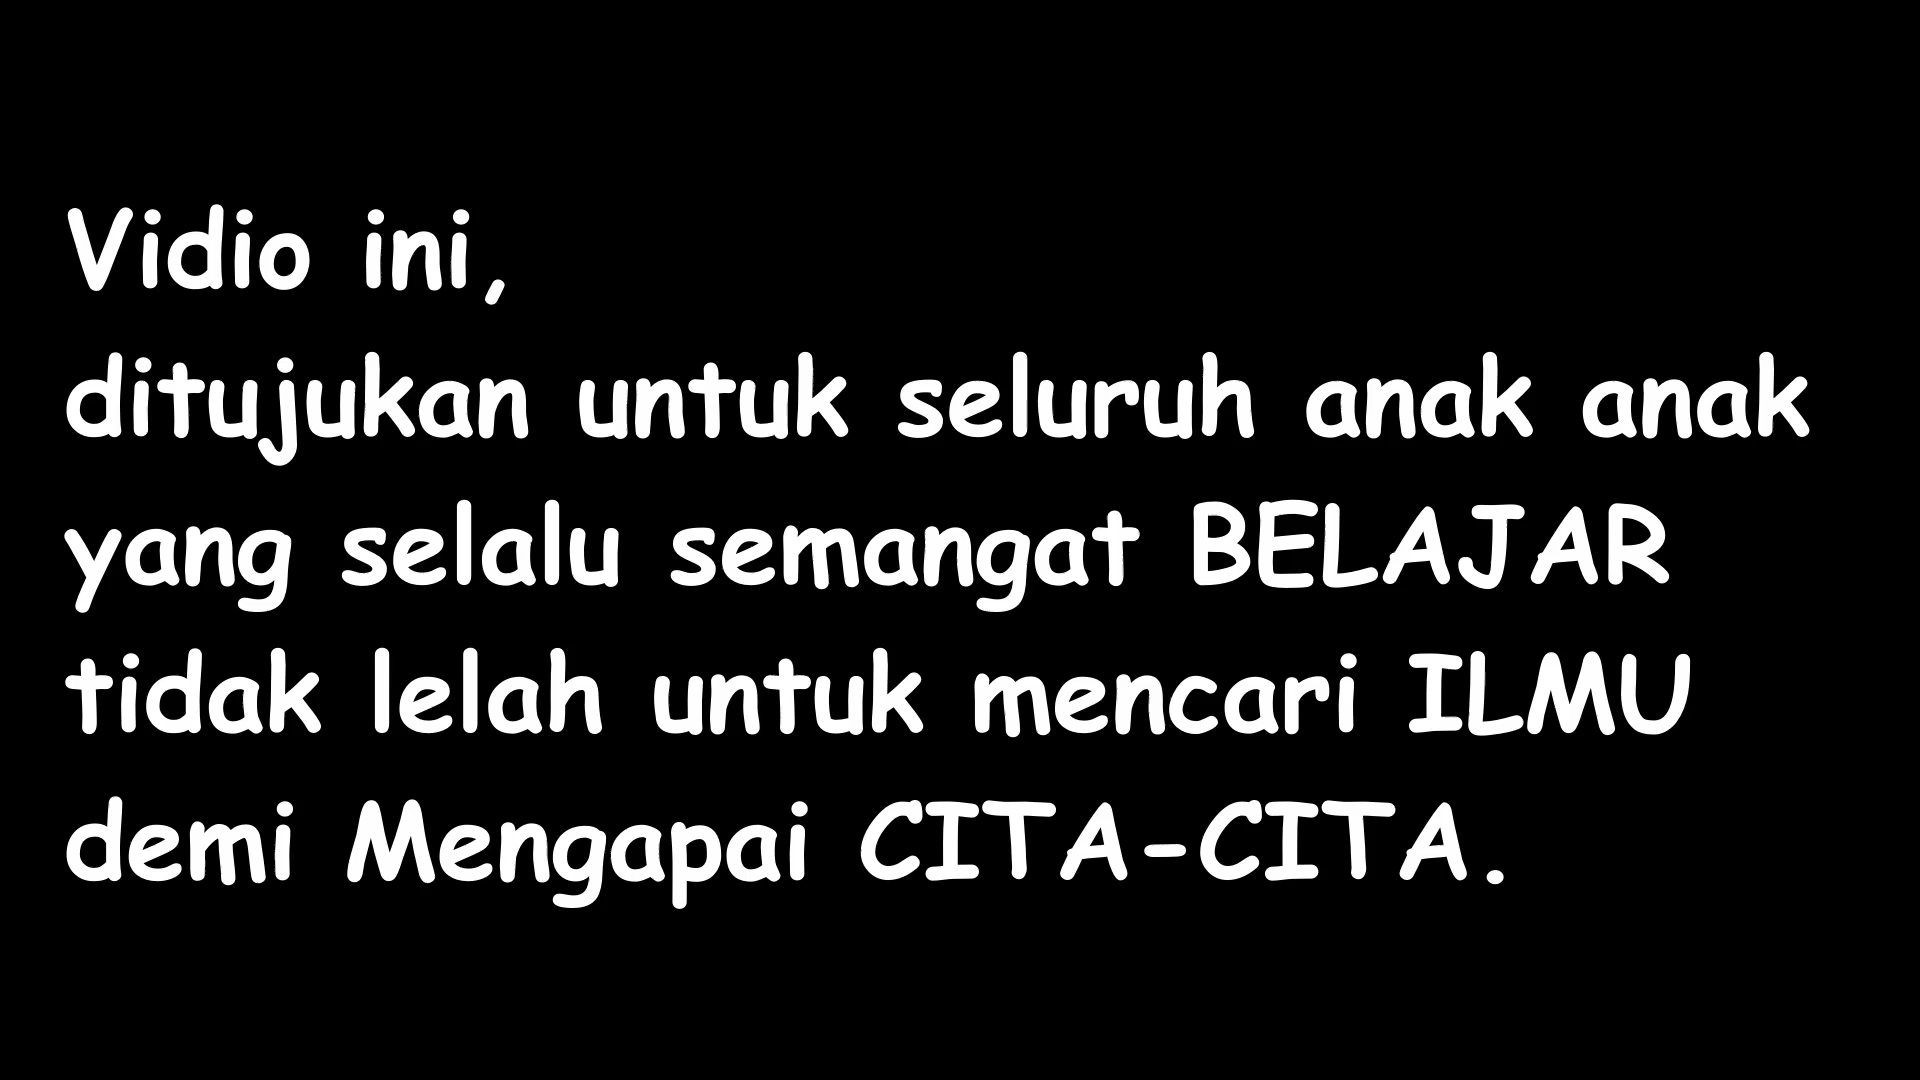 Vidio ini,
ditujukan untuk seluruh anak anak
yang selalu semangat BELAJAR
tidak lelah untuk mencari ILMU
demi Mengapai CITA-CITA.